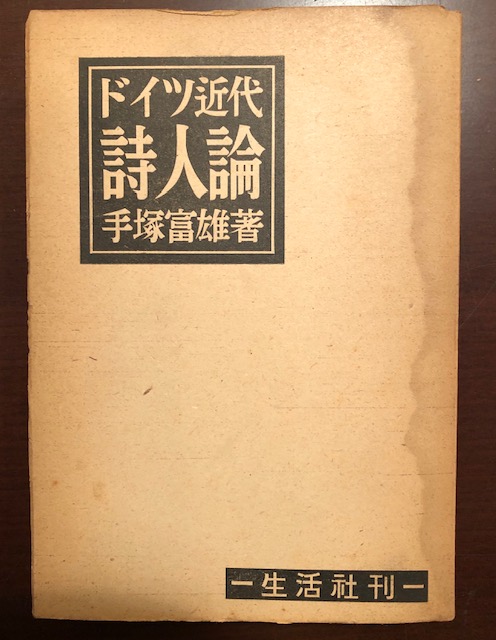 ドイツ近代
詩人論
手塚富雄著
ー生活社刊ー